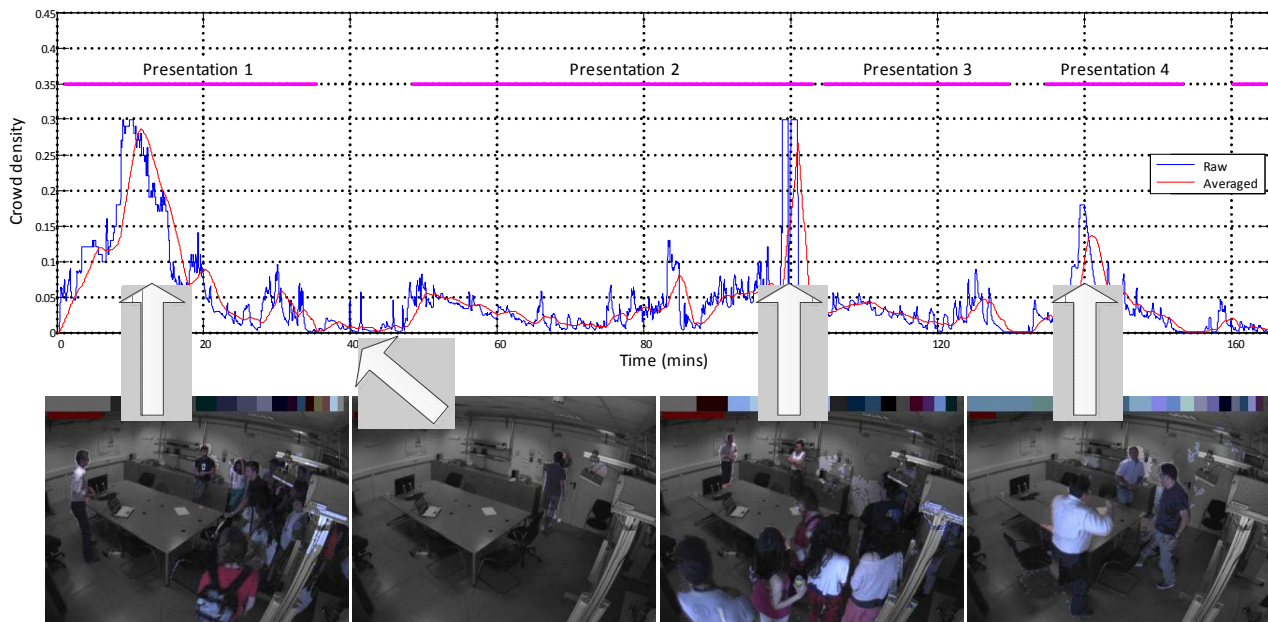 0.45
0.4
0.35
0.3
0.25
0.2
0.15
0.1
0.05
0
Crowd density
Presentation 1
Presentation 2
Presentation 3
Presentation 4
Raw
Averaged
0 20 40 60 80 120 160
Time (mins)